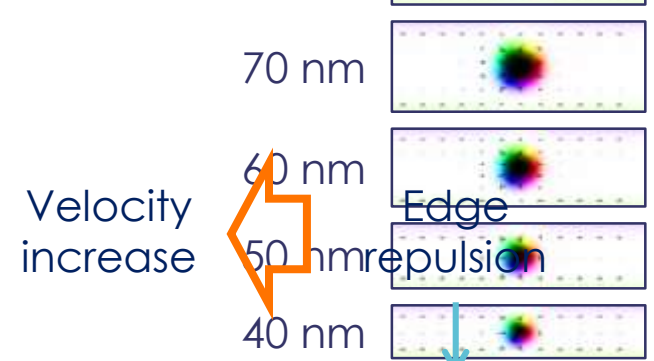 70 nm
60 nm
Velocity
increase
Edge
repulsion
50 nm
40 nm